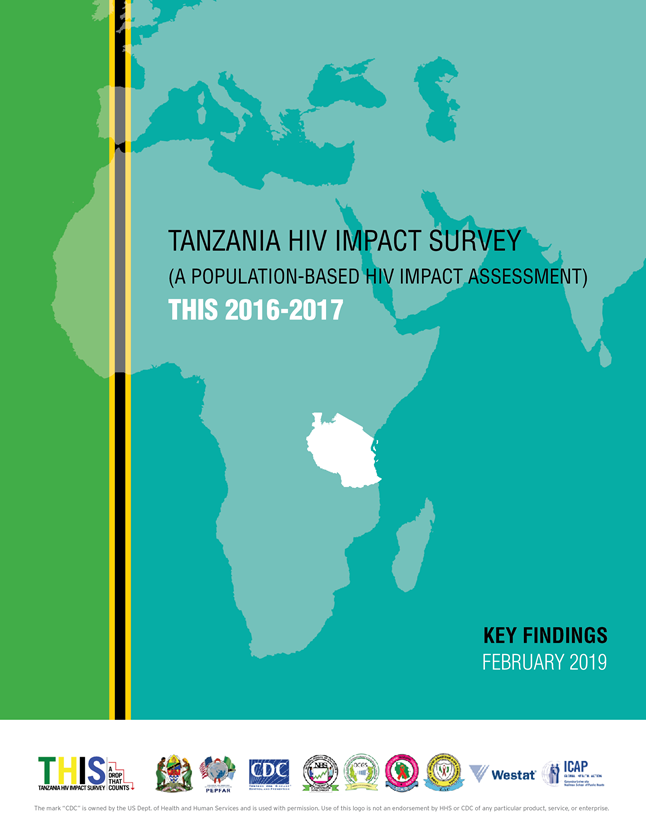 TANZANIA HIV IMPACT SURVEY
(A POPULATION-BASED HIV IMPACT ASSESSMENT)
THIS 2016-2017
KEY FINDINGS
FEBRUARY 2019
THIS
A
DROP
THAT
COUNTS
TANZANIA HIV IMPACT SURVEY
PEPFAR
CDC
NBS
OCGS
Westat
ICAP
The mark “CDC” is owned by the US Dept. of Health and Human Services and is used with permission. Use of this logo is not an endorsement by HHS or CDC of any particular product, service, or enterprise.